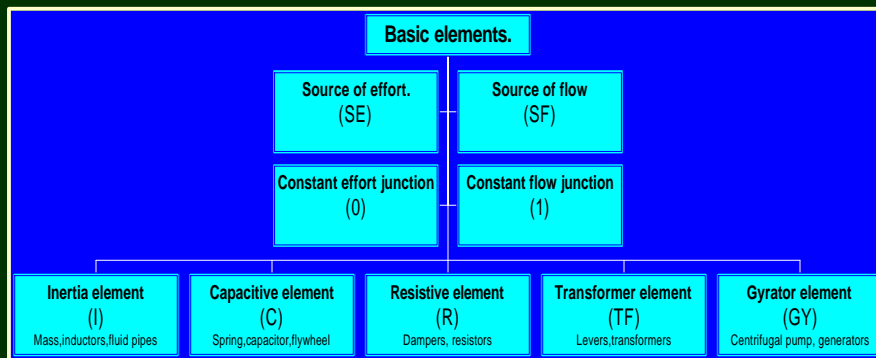 Basic elements.
Source of effort.
(SE)
Source of flow
(SF)
Constant effort junction
(0)
Constant flow junction
(1)
Inertia element
(I)
Mass,inductors,fluid pipes
Capacitive element
(C)
Spring,capacitor,flywheel
Resistive element
(R)
Dampers, resistors
Transformer element
(TF)
Levers,transformers
Gyrator element
(GY)
Centrifugal pump, generators